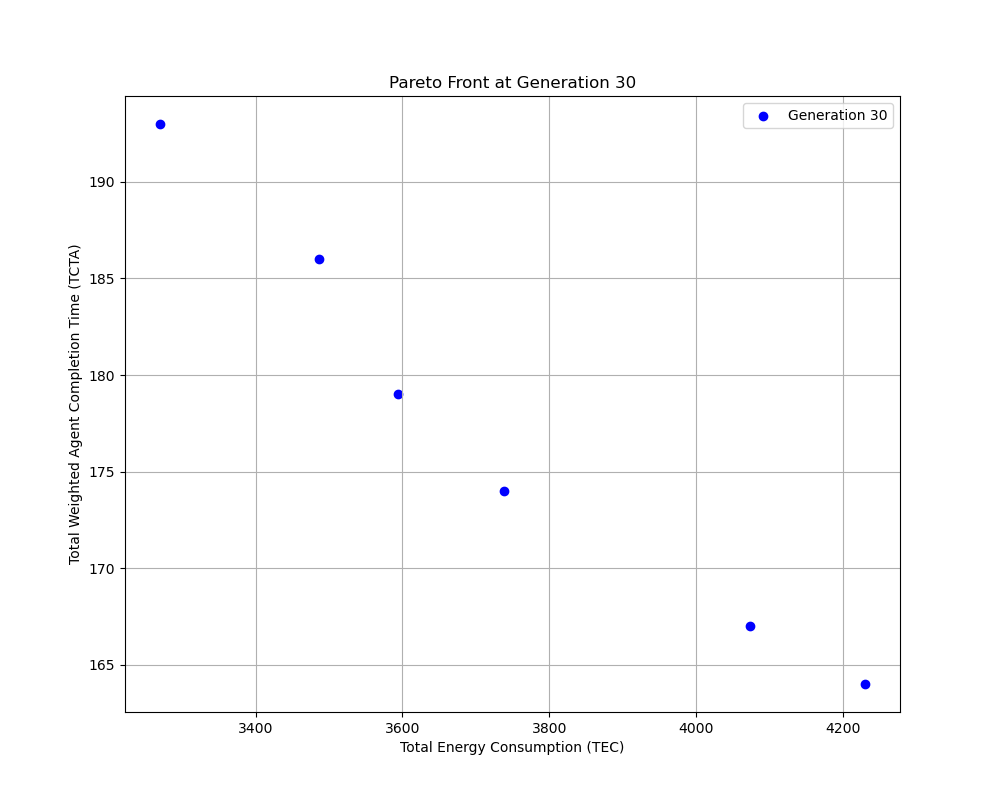 Pareto Front at Generation 30
Generation 30
Total Weighted Agent Completion Time (TCTA)
190
185
180
175
170
165
3400
3600
3800
4000
4200
Total Energy Consumption (TEC)